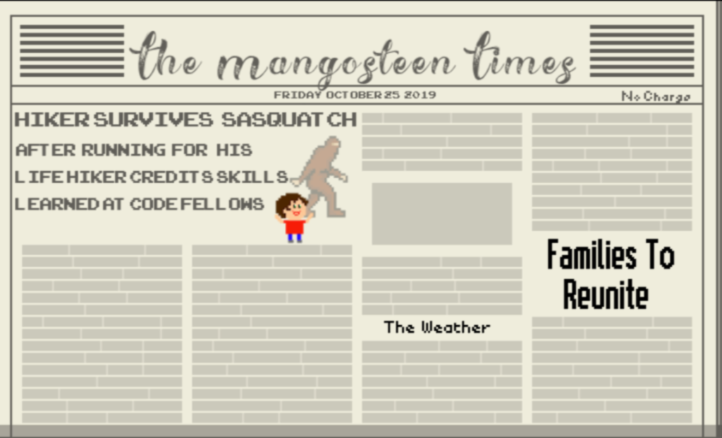 the mangosteen times
FRIDAY OCTOBER 25 2019
No Charge
HIKER SURVIVES SASQUATCH
AFTER RUNNING FOR HIS
LIFE HIKER CREDITS SKILLS
LEARNED AT CODE FELLOWS
The Weather
Families To
Reunite